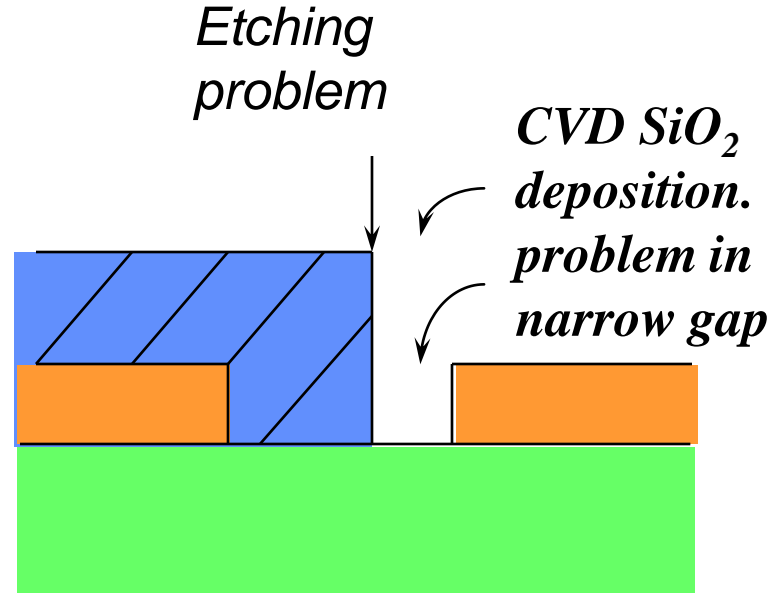 Etching
problem
CVD SiO₂
deposition.
problem in
narrow gap